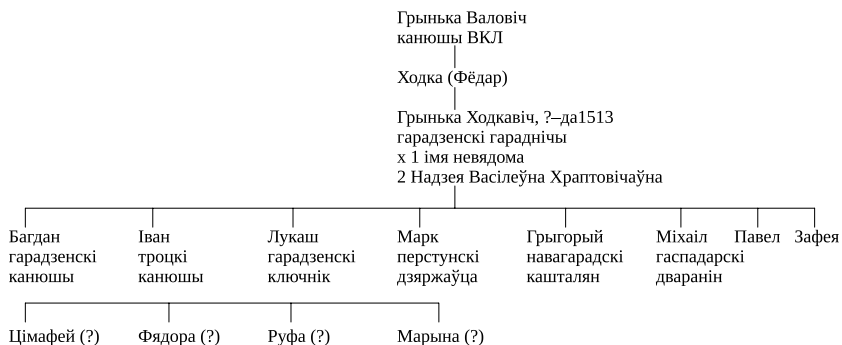 Грынька Валовіч
канюшы ВКЛ
Ходка (Фёдар)
Грынька Ходкавіч, ?–да1513
гарадзенскі гараднічы
х 1 імя невядома
2 Надзея Васілеўна Храптовічаўна
Багдан Іван Лукаш Марк Грыгорый Міхаіл Павел Зафея
гарадзенскі троцкі гарадзенскі перстунскі навагарадскі гаспадарскі
канюшы канюшы ключнік дзяржаўца кашталян дваранін
Цімафей (?) Фядора (?) Руфа (?) Марына (?)